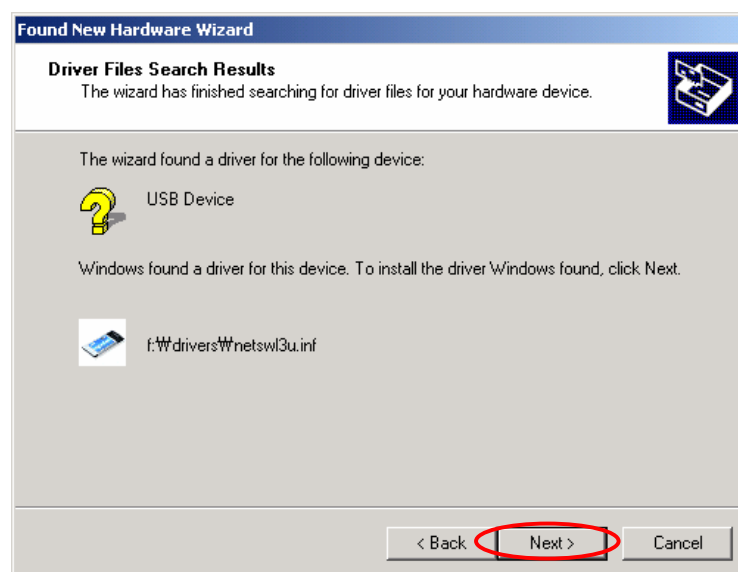 Found New Hardware Wizard
Driver Files Search Results
The wizard has finished searching for driver files for your hardware device.
The wizard found a driver for the following device:
USB Device
Windows found a driver for this device. To install the driver Windows found, click Next.
f:₩drivers₩netswl3u.inf
< Back
Next >
Cancel